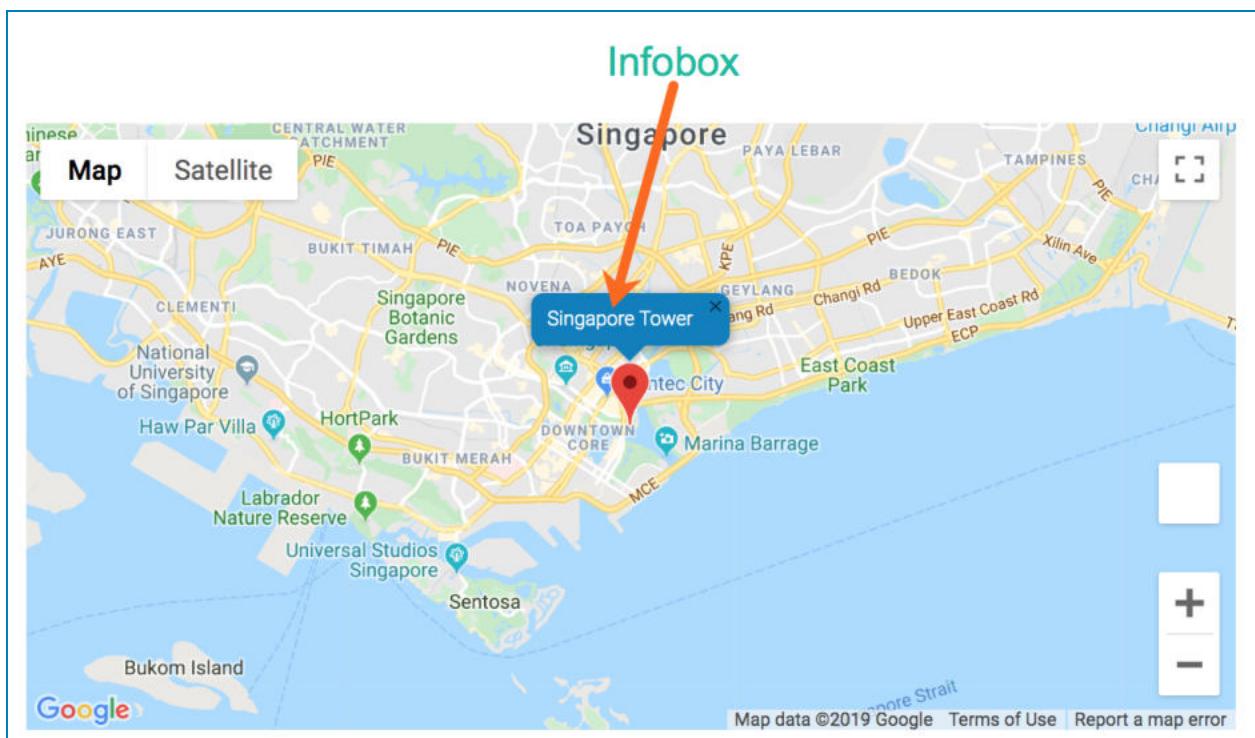 Infobox
CENTRAL WATER
CATCHMENT
Singapore
PAYA LEBAR
TAMPINES
Map
Satellite
PIE
PIE
JURONG EAST
AYE
BUKIT TIMAH
PIE
TOA PAYOH
KPE
PIE
Xilin Ave
BEDOK
NOVENA
GEYLANG
Changi Rd
CLEMENTI
Singapore
Botanic
Gardens
Singapore Tower
Upper East Coast Rd
ECP
National
University
of Singapore
East Coast
Park
HortPark
Haw Par Villa
DOWNTOWN
CORE
Marina Barrage
BUKIT MERAH
MCE
Labrador
Nature Reserve
Universal Studios
Singapore
Sentosa
Bukom Island
Google
Strait
Map data ©2019 Google
Terms of Use
Report a map error